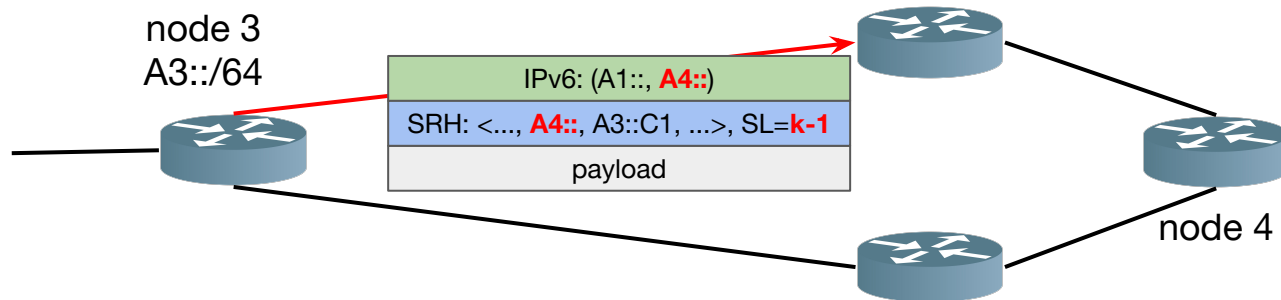 node 3
A3::/64
IPv6: (A1::, A4::)
SRH: <..., A4::, A3::C1, ...>, SL=k-1
payload
node 4